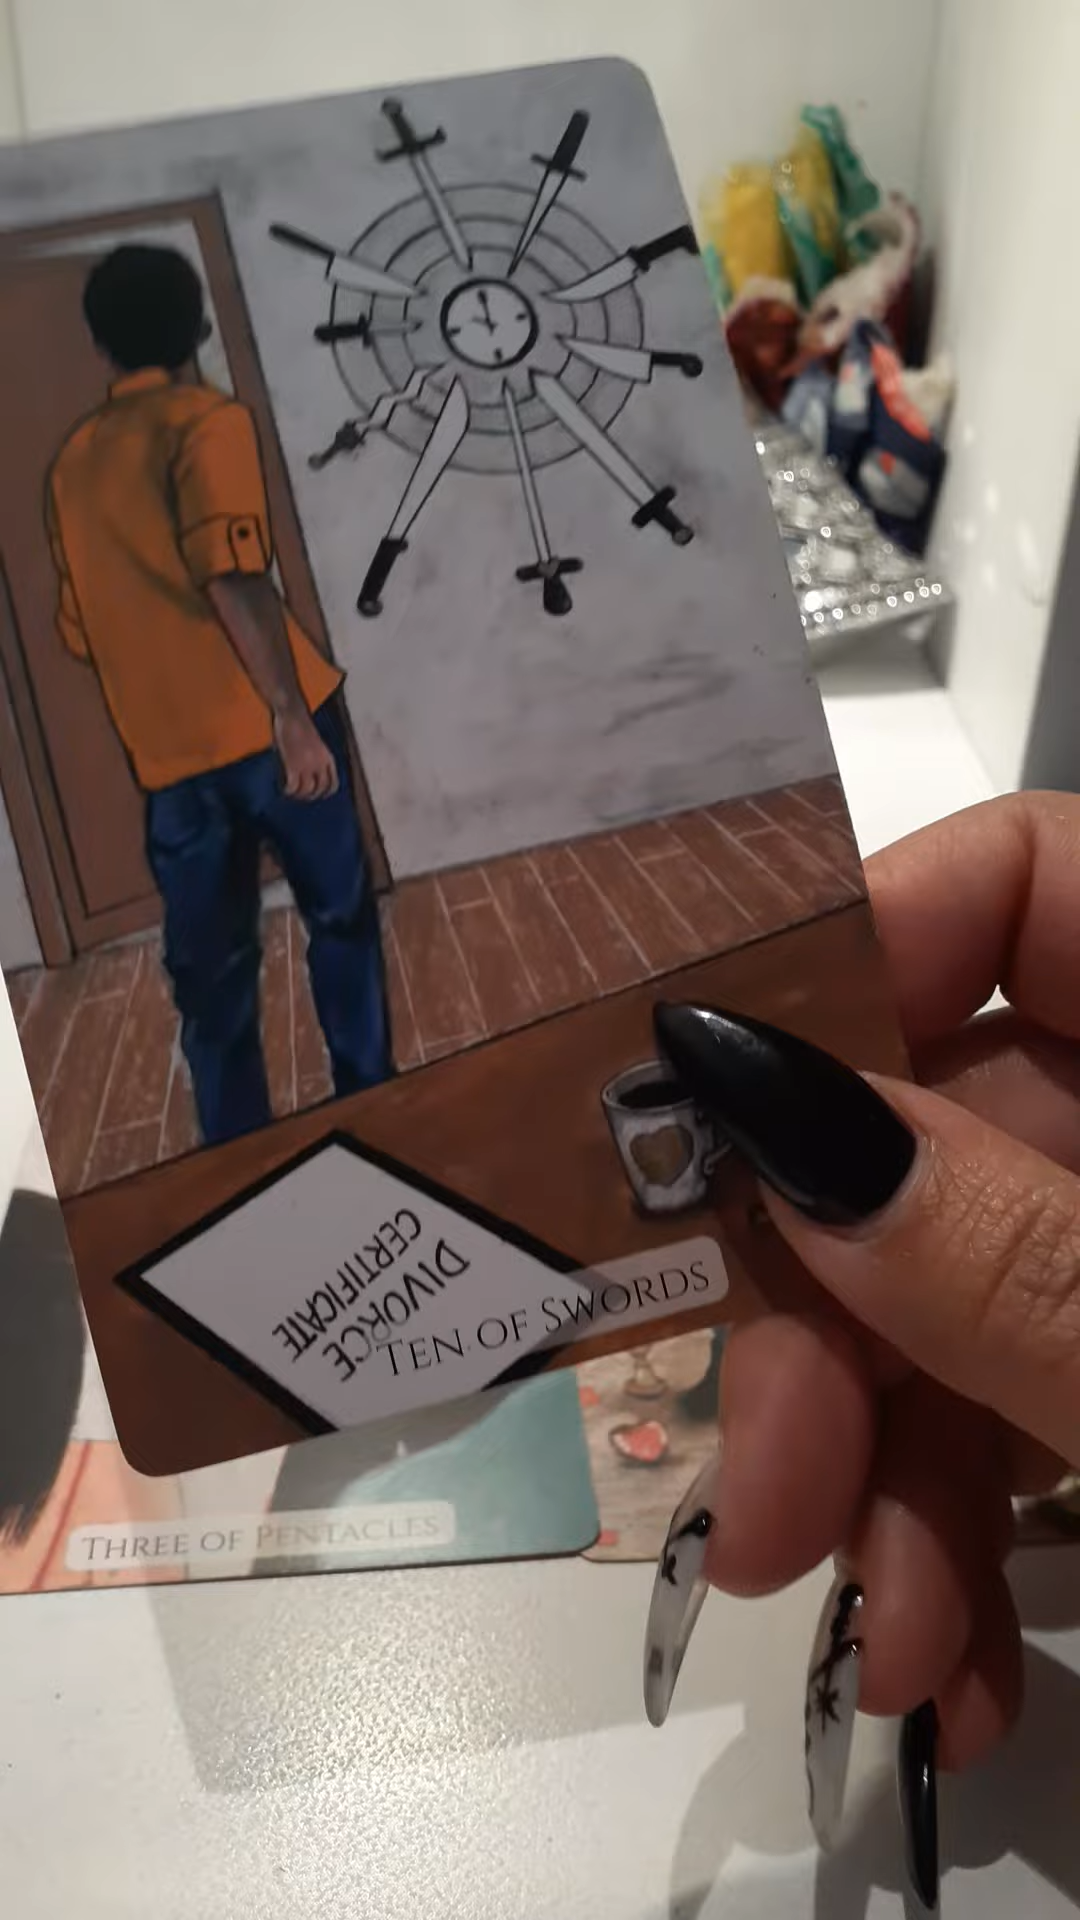 DIVORCE
CERTIFICATE
TEN OF SWORDS
THREE OF PENTACLES